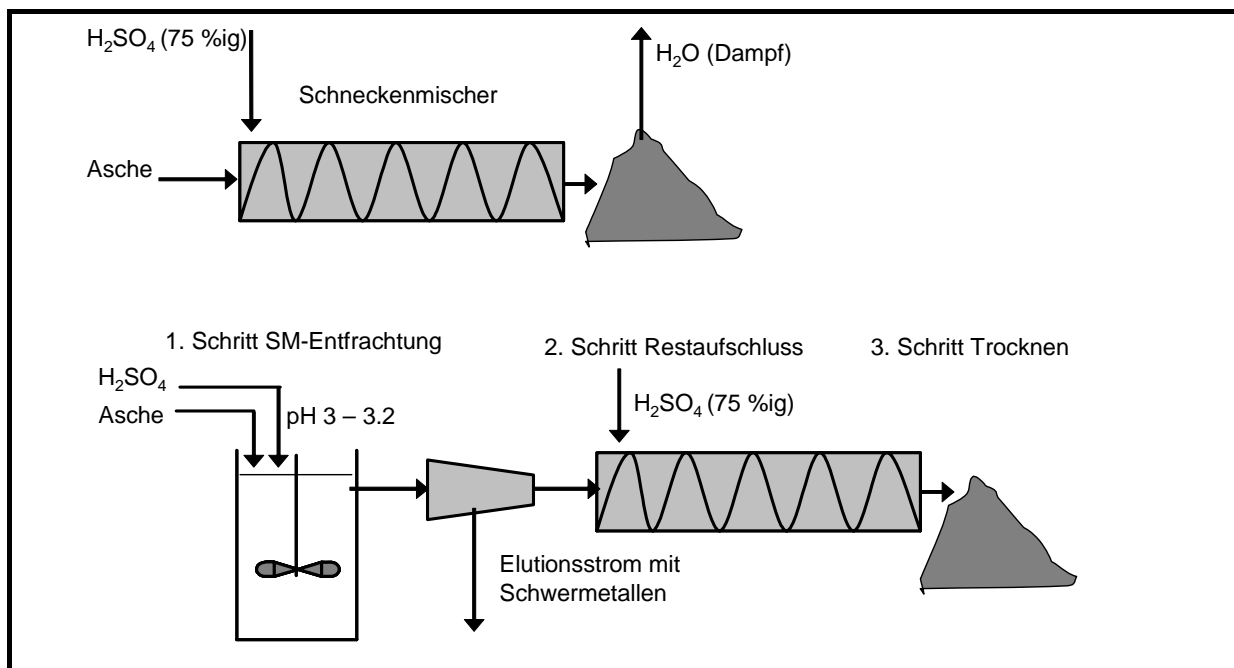 H₂SO₄ (75 %ig)
H₂O (Dampf)
Schneckenmischer
Asche
1. Schritt SM-Entfrachtung
2. Schritt Restaufschluss
3. Schritt Trocknen
H₂SO₄
Asche
pH 3 – 3.2
H₂SO₄ (75 %ig)
Elutionsstrom mit
Schwermetallen